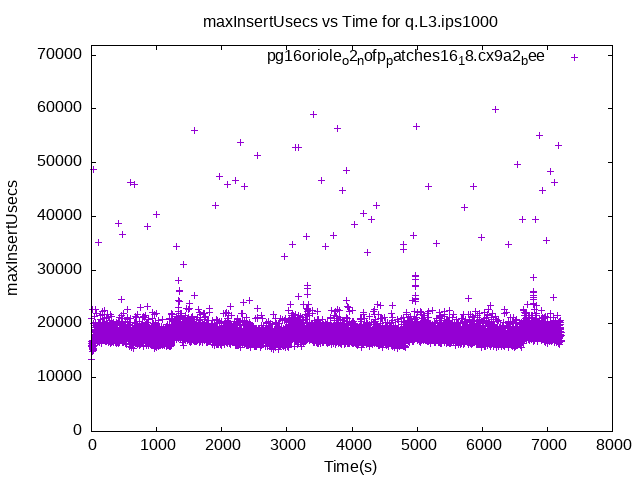 maxInsertUsecs vs Time for q.L3.ips1000
pg16oriole_o2_nofp_patches16_18.cx9a2_bee
70000
60000
50000
40000
30000
20000
10000
0
maxInsertUsecs
0 1000 2000 3000 4000 5000 6000 7000 8000
Time(s)